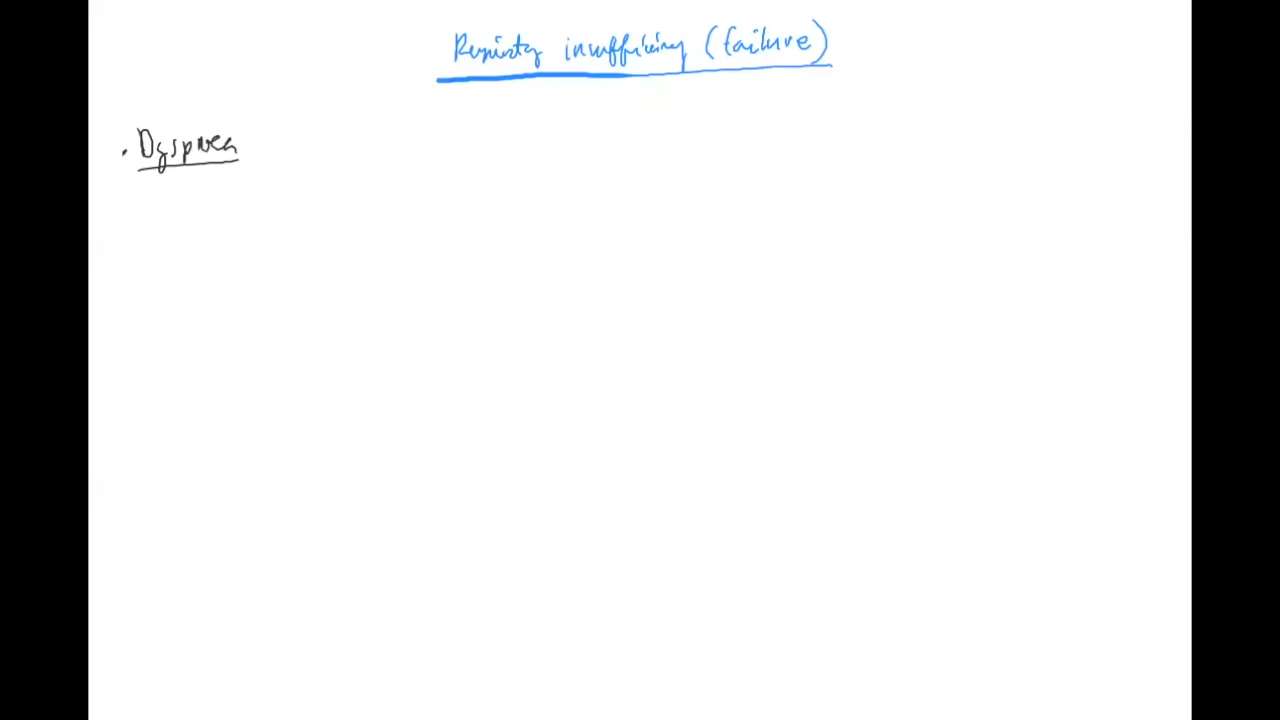 Respiratory insufficiency (failure)
. Dyspnea